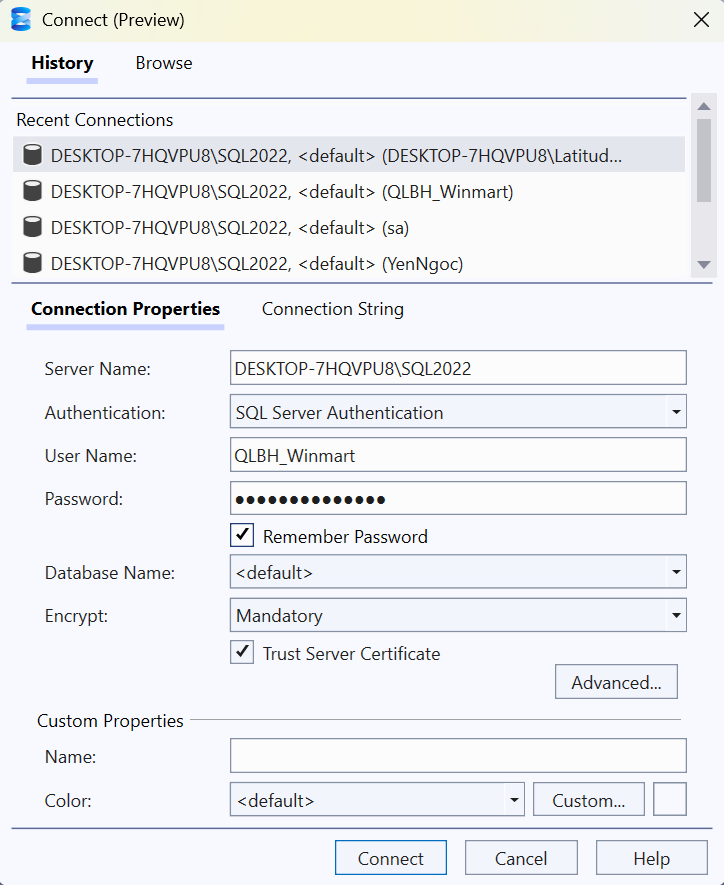 Connect (Preview)
History Browse
Recent Connections
DESKTOP-7HQVPU8\SQL2022, <default> (DESKTOP-7HQVPU8\Latitud...
DESKTOP-7HQVPU8\SQL2022, <default> (QLBH_Winmart)
DESKTOP-7HQVPU8\SQL2022, <default> (sa)
DESKTOP-7HQVPU8\SQL2022, <default> (YenNgoc)
Connection Properties Connection String
Server Name: DESKTOP-7HQVPU8\SQL2022
Authentication: SQL Server Authentication
User Name: QLBH_Winmart
Password: ●●●●●●●●●●●●●●
Remember Password
Database Name: <default>
Encrypt: Mandatory
Trust Server Certificate
Advanced...
Custom Properties
Name:
Color: <default> Custom...
Connect Cancel Help